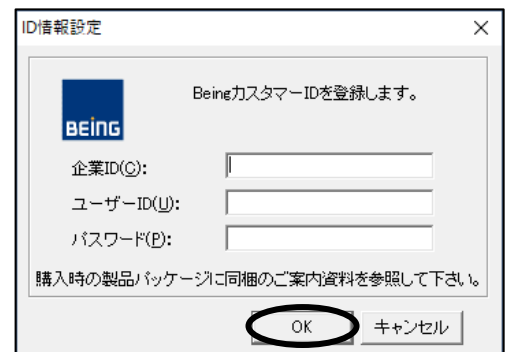 ID情報設定
BeingカスタマーIDを登録します。
BEING
企業ID(C):
ユーザーID(U):
パスワード(P):
購入時の製品パッケージに同梱のご案内資料を参照して下さい。
OK キャンセル